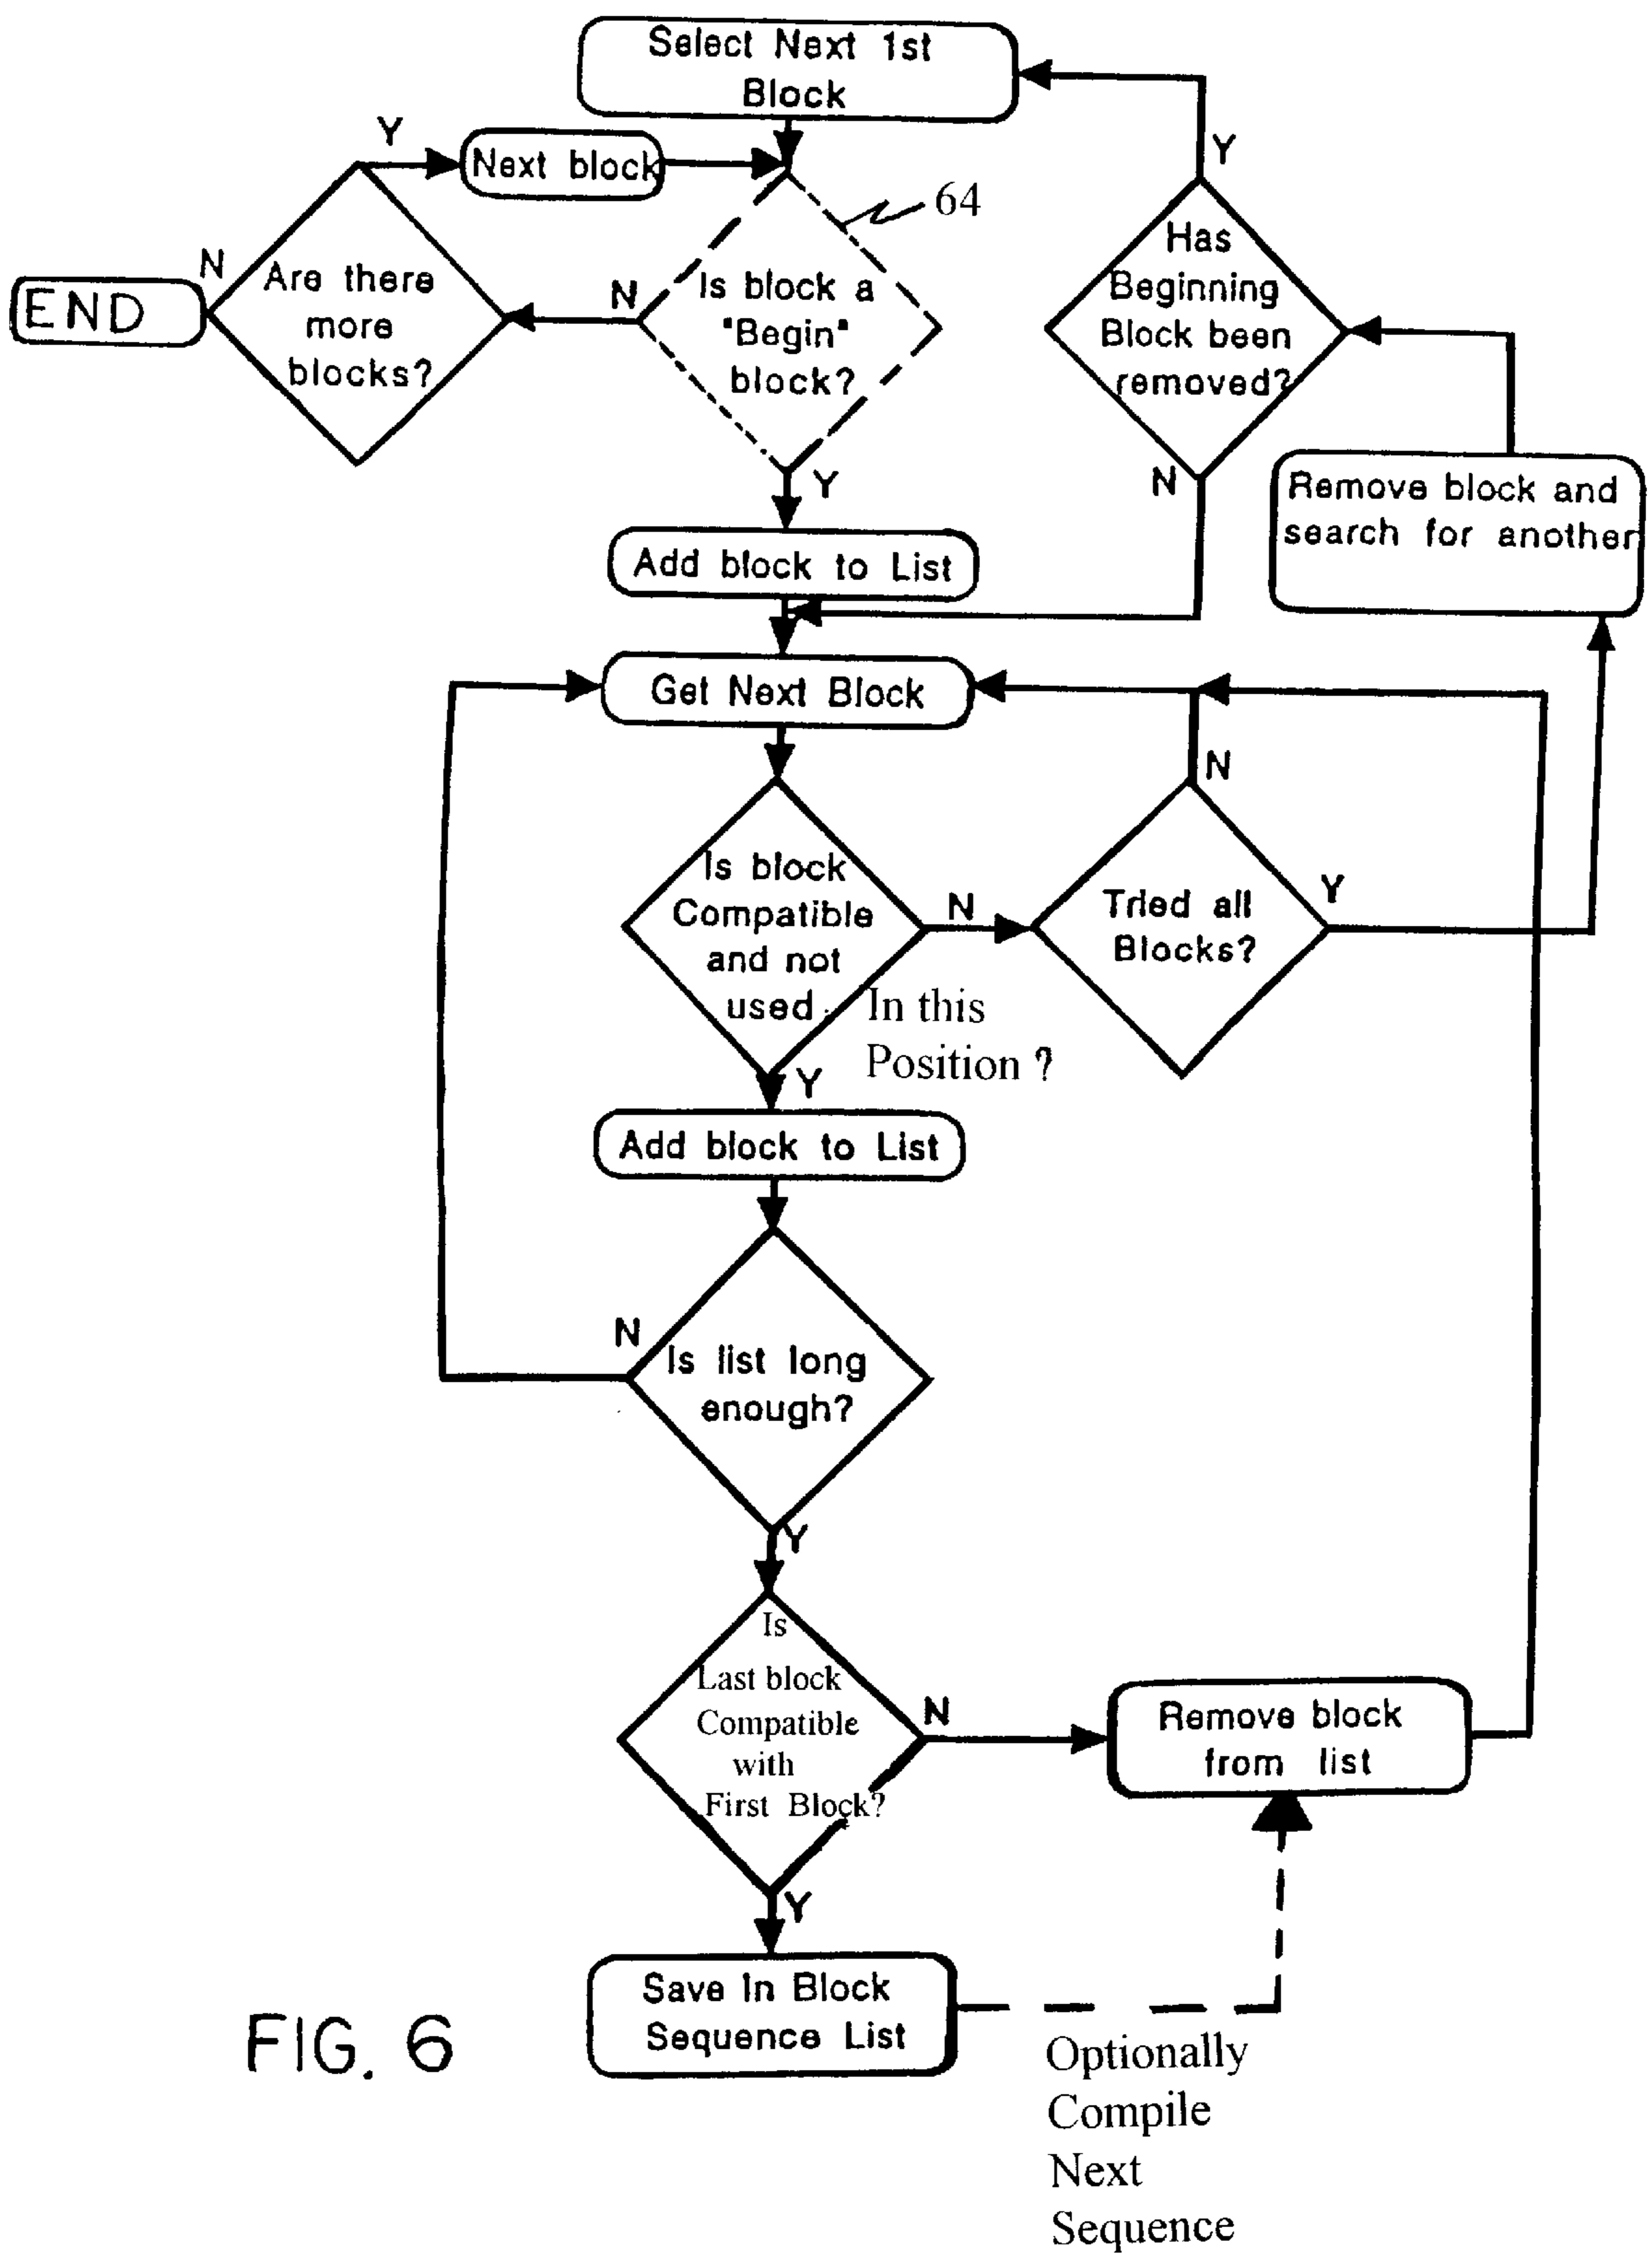 Select Next 1st
Block
Y
Next block
64
Y
Has
Beginning
Block been
removed?
N
Are there
more
blocks?
END
N
Is block a
"Begin"
block?
Y
N
Remove block and
search for another
Add block to List
Get Next Block
N
Is block
Compatible
and not
used
In this
Position ?
N
Tried all
Blocks?
Y
Y
Add block to List
N
Is list long
enough?
Y
Is
Last block
Compatible
with
First Block?
N
Remove block
from list
Y
Save In Block
Sequence List
FIG. 6
Optionally
Compile
Next
Sequence